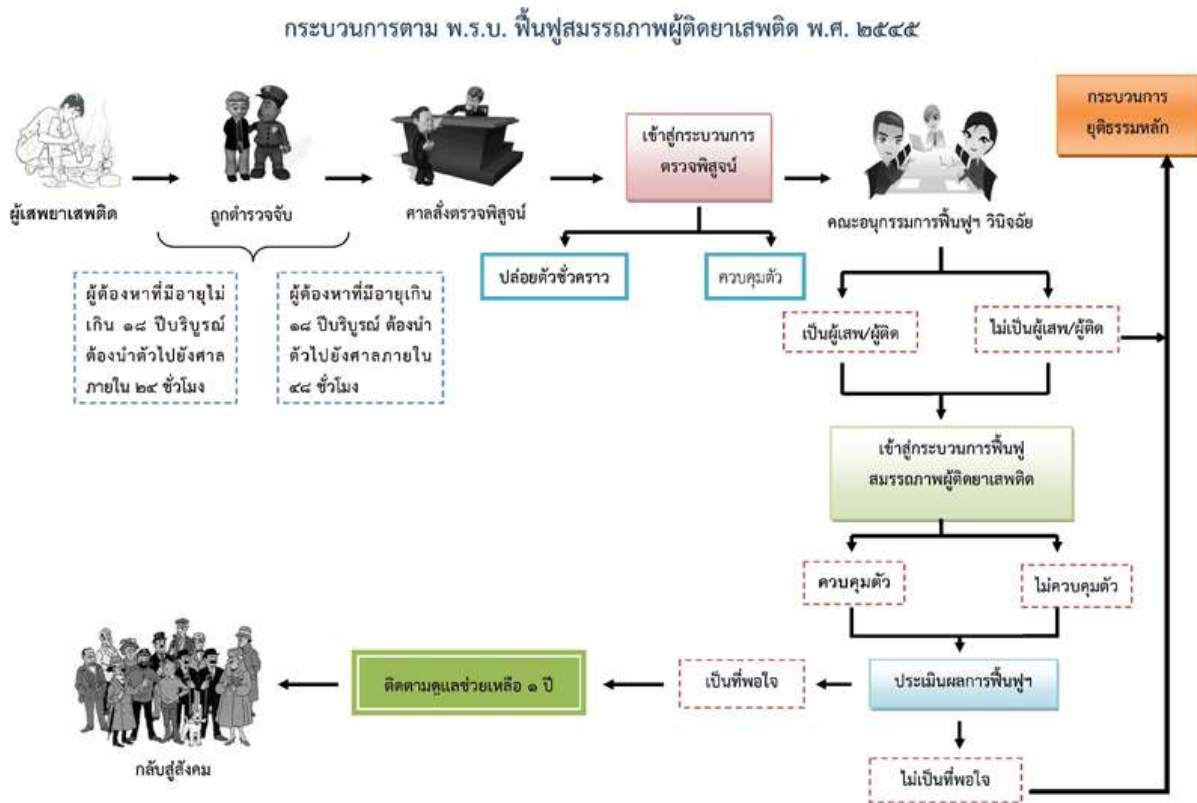 กระบวนการตาม พ.ร.บ. ฟื้นฟูสมรรถภาพผู้ติดยาเสพติด พ.ศ. ๒๕๔๕
กระบวนการ
ยุติธรรมหลัก
เข้าสู่กระบวนการ
ตรวจพิสูจน์
ผู้เสพยาเสพติด
ถูกตำรวจจับ
ศาลสั่งตรวจพิสูจน์
คณะอนุกรรมการฟื้นฟูฯ วินิจฉัย
ปล่อยตัวชั่วคราว
ควบคุมตัว
ผู้ต้องหาที่มีอายุไม่
เกิน ๑๘ ปีบริบูรณ์
ต้องนำตัวไปยังศาล
ภายใน ๒๔ ชั่วโมง
ผู้ต้องหาที่มีอายุเกิน
๑๘ ปีบริบูรณ์ ต้องนำ
ตัวไปยังศาลภายใน
๔๘ ชั่วโมง
เป็นผู้เสพ/ผู้ติด
ไม่เป็นผู้เสพ/ผู้ติด
เข้าสู่กระบวนการฟื้นฟู
สมรรถภาพผู้ติดยาเสพติด
ควบคุมตัว
ไม่ควบคุมตัว
ประเมินผลการฟื้นฟูฯ
เป็นที่พอใจ
ติดตามดูแลช่วยเหลือ ๑ ปี
กลับสู่สังคม
ไม่เป็นที่พอใจ